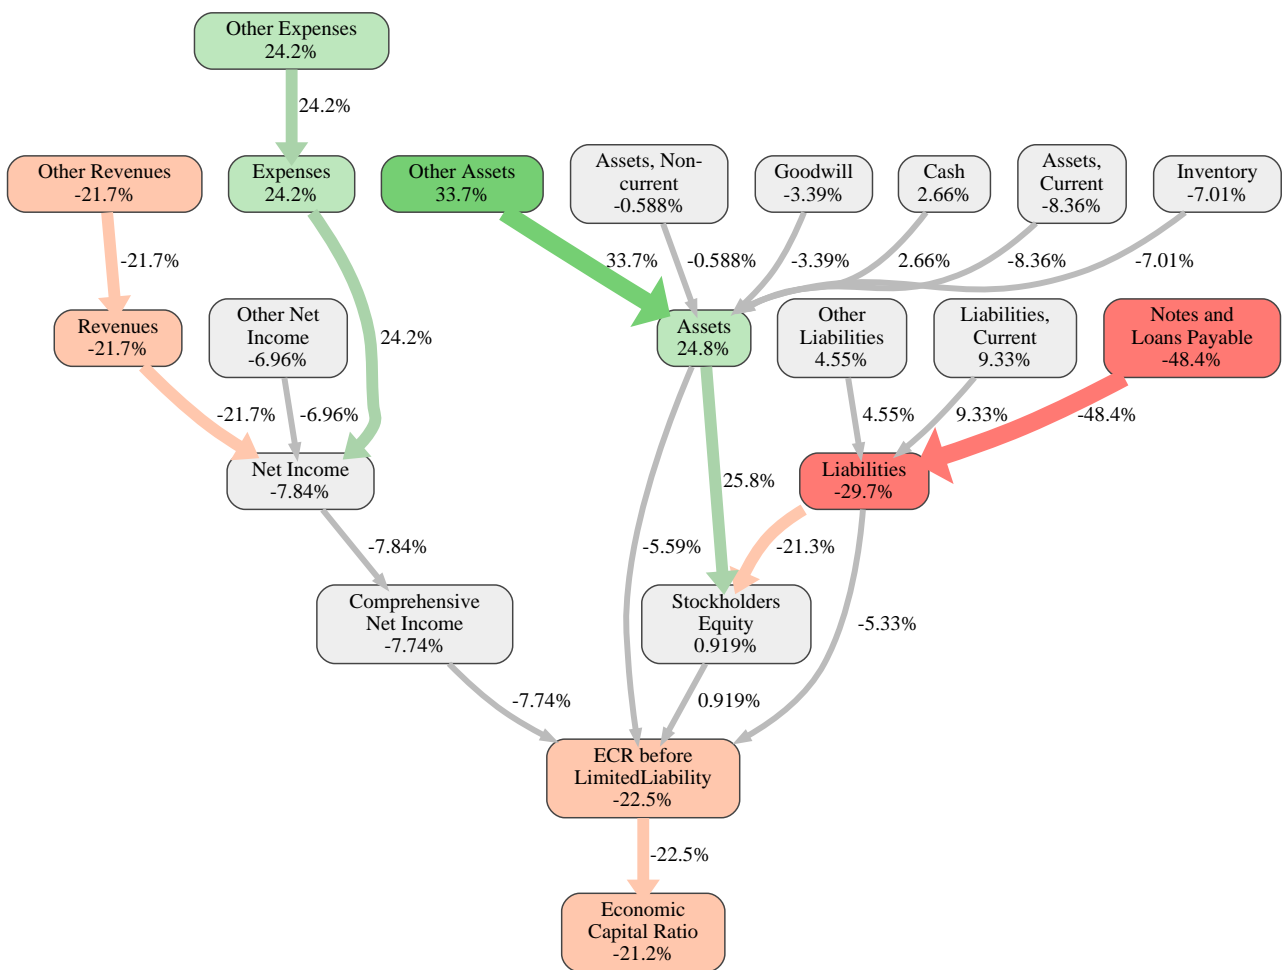 Other Expenses
24.2%
24.2%
Other Revenues
-21.7%
Expenses
24.2%
Other Assets
33.7%
Assets, Non-
current
-0.588%
Goodwill
-3.39%
Cash
2.66%
Assets,
Current
-8.36%
Inventory
-7.01%
-21.7%
33.7%
-0.588%
-3.39%
2.66%
-8.36%
-7.01%
Revenues
-21.7%
Other Net
Income
-6.96%
24.2%
Assets
24.8%
Other
Liabilities
4.55%
Liabilities,
Current
9.33%
Notes and
Loans Payable
-48.4%
-21.7%
-6.96%
4.55%
9.33%
-48.4%
Net Income
-7.84%
25.8%
Liabilities
-29.7%
-7.84%
-5.59%
-21.3%
Comprehensive
Net Income
-7.74%
Stockholders
Equity
0.919%
-5.33%
-7.74%
0.919%
ECR before
LimitedLiability
-22.5%
-22.5%
Economic
Capital Ratio
-21.2%